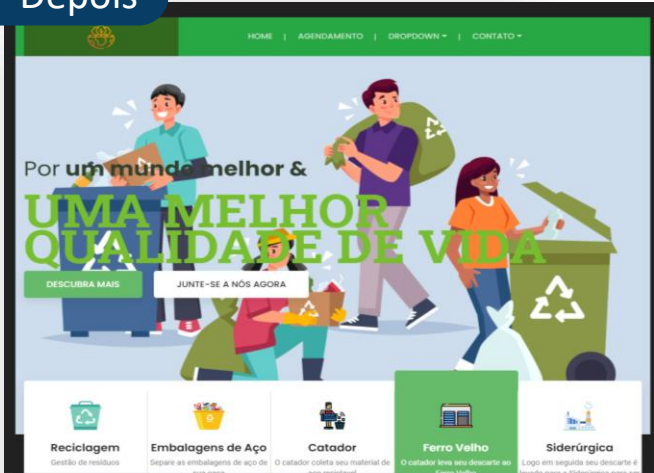 Depois
HOME | AGENDAMENTO | DROPDOWN | CONTATO
Por um mundo melhor &
UMA MELHOR
QUALIDADE DE VIDA
DESCUBRA MAIS
JUNTE-SE A NÓS AGORA
Reciclagem
Gestão de resíduos
Embalagens de Aço
Separe as embalagens de aço de
Catador
O catador coleta seu material de
Ferro Velho
O catador leva seu descarte ao
Ferro Velho
Siderúrgica
Logo em seguida seu descarte é